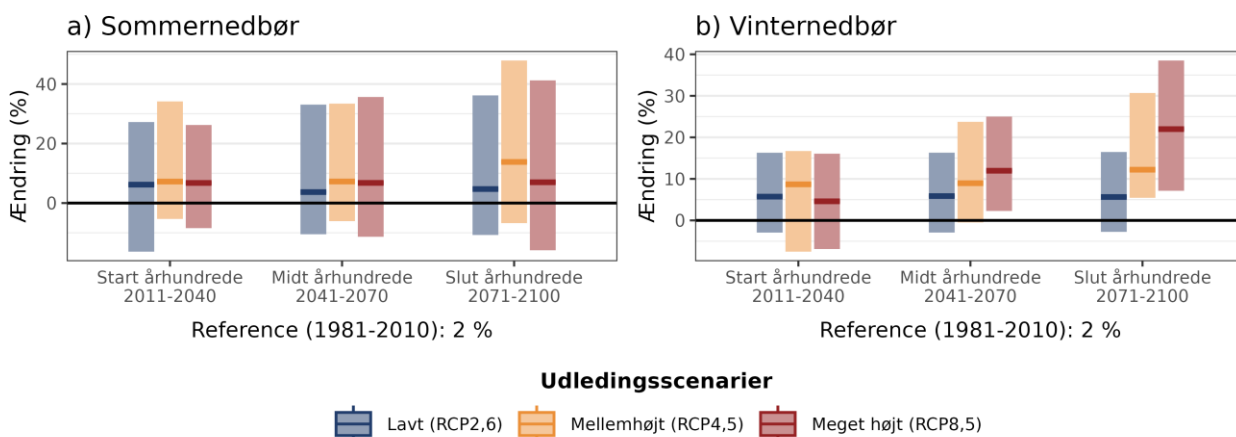 a) Sommernedbør
Ændring (%)
40
20
0
Start århundrede
2011-2040
Midt århundrede
2041-2070
Slut århundrede
2071-2100
Reference (1981-2010): 2 %
b) Vinternedbør
Ændring (%)
40
30
20
10
0
Start århundrede
2011-2040
Midt århundrede
2041-2070
Slut århundrede
2071-2100
Reference (1981-2010): 2 %
Udledingsscenarier
Lavt (RCP2,6)
Mellemhøjt (RCP4,5)
Meget højt (RCP8,5)